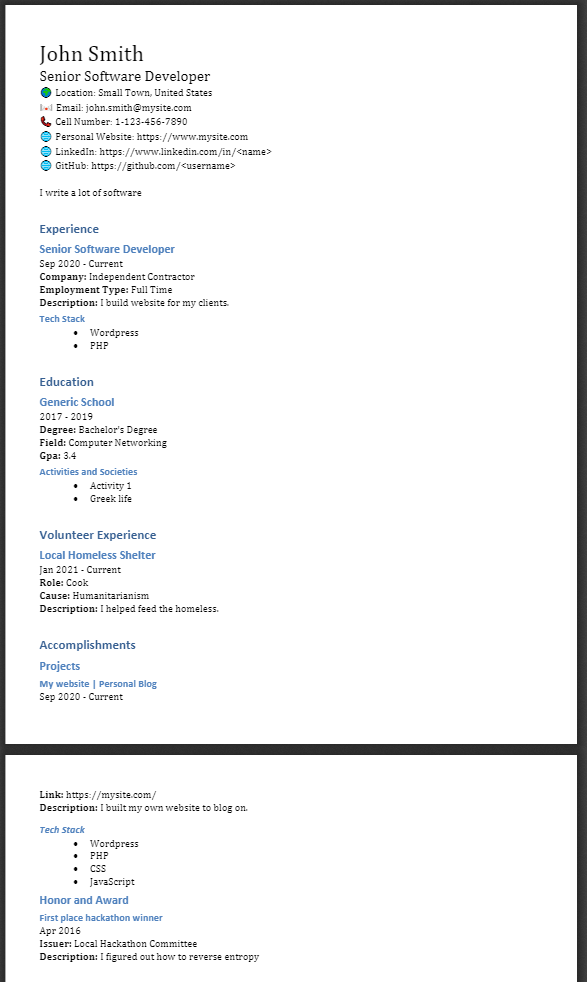 John Smith
Senior Software Developer
Location: Small Town, United States
Email: john.smith@mysite.com
Cell Number: 1-123-456-7890
Personal Website: https://www.mysite.com
LinkedIn: https://www.linkedin.com/in/<name>
GitHub: https://github.com/<username>
I write a lot of software
Experience
Senior Software Developer
Sep 2020 - Current
Company: Independent Contractor
Employment Type: Full Time
Description: I build website for my clients.
Tech Stack
• Wordpress
• PHP
Education
Generic School
2017 - 2019
Degree: Bachelor's Degree
Field: Computer Networking
Gpa: 3.4
Activities and Societies
• Activity 1
• Greek life
Volunteer Experience
Local Homeless Shelter
Jan 2021 - Current
Role: Cook
Cause: Humanitarianism
Description: I helped feed the homeless.
Accomplishments
Projects
My website | Personal Blog
Sep 2020 - Current
Link: https://mysite.com/
Description: I built my own website to blog on.
Tech Stack
• Wordpress
• PHP
• CSS
• JavaScript
Honor and Award
First place hackathon winner
Apr 2016
Issuer: Local Hackathon Committee
Description: I figured out how to reverse entropy